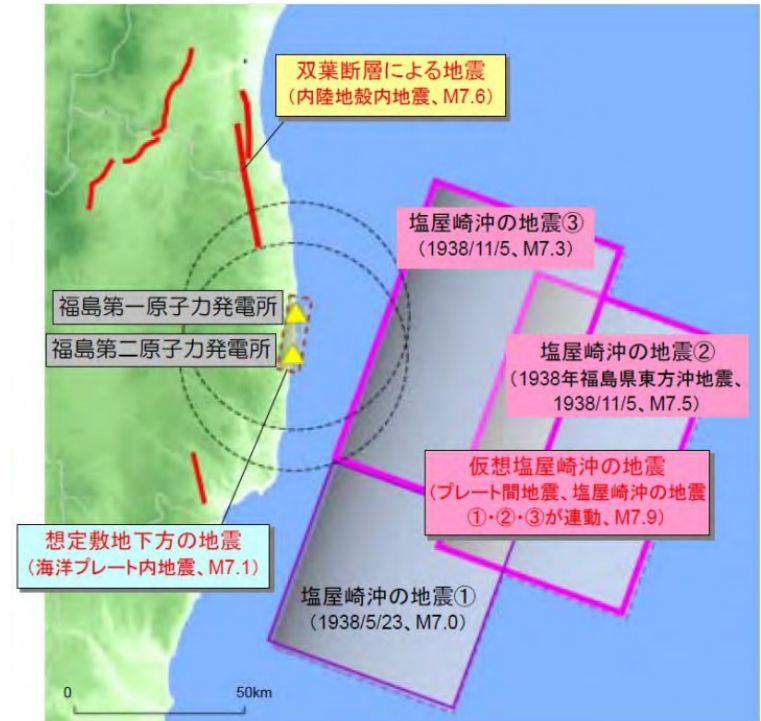 双葉断層による地震
(内陸地殻内地震、M7.6)
塩屋崎沖の地震③
(1938/11/5、M7.3)
福島第一原子力発電所
福島第二原子力発電所
塩屋崎沖の地震②
(1938年福島県東方沖地震、
1938/11/5、M7.5)
仮想塩屋崎沖の地震
(プレート間地震、塩屋崎沖の地震
①・②・③が連動、M7.9)
想定敷地下方の地震
(海洋プレート内地震、M7.1)
塩屋崎沖の地震①
(1938/5/23、M7.0)
0 50km